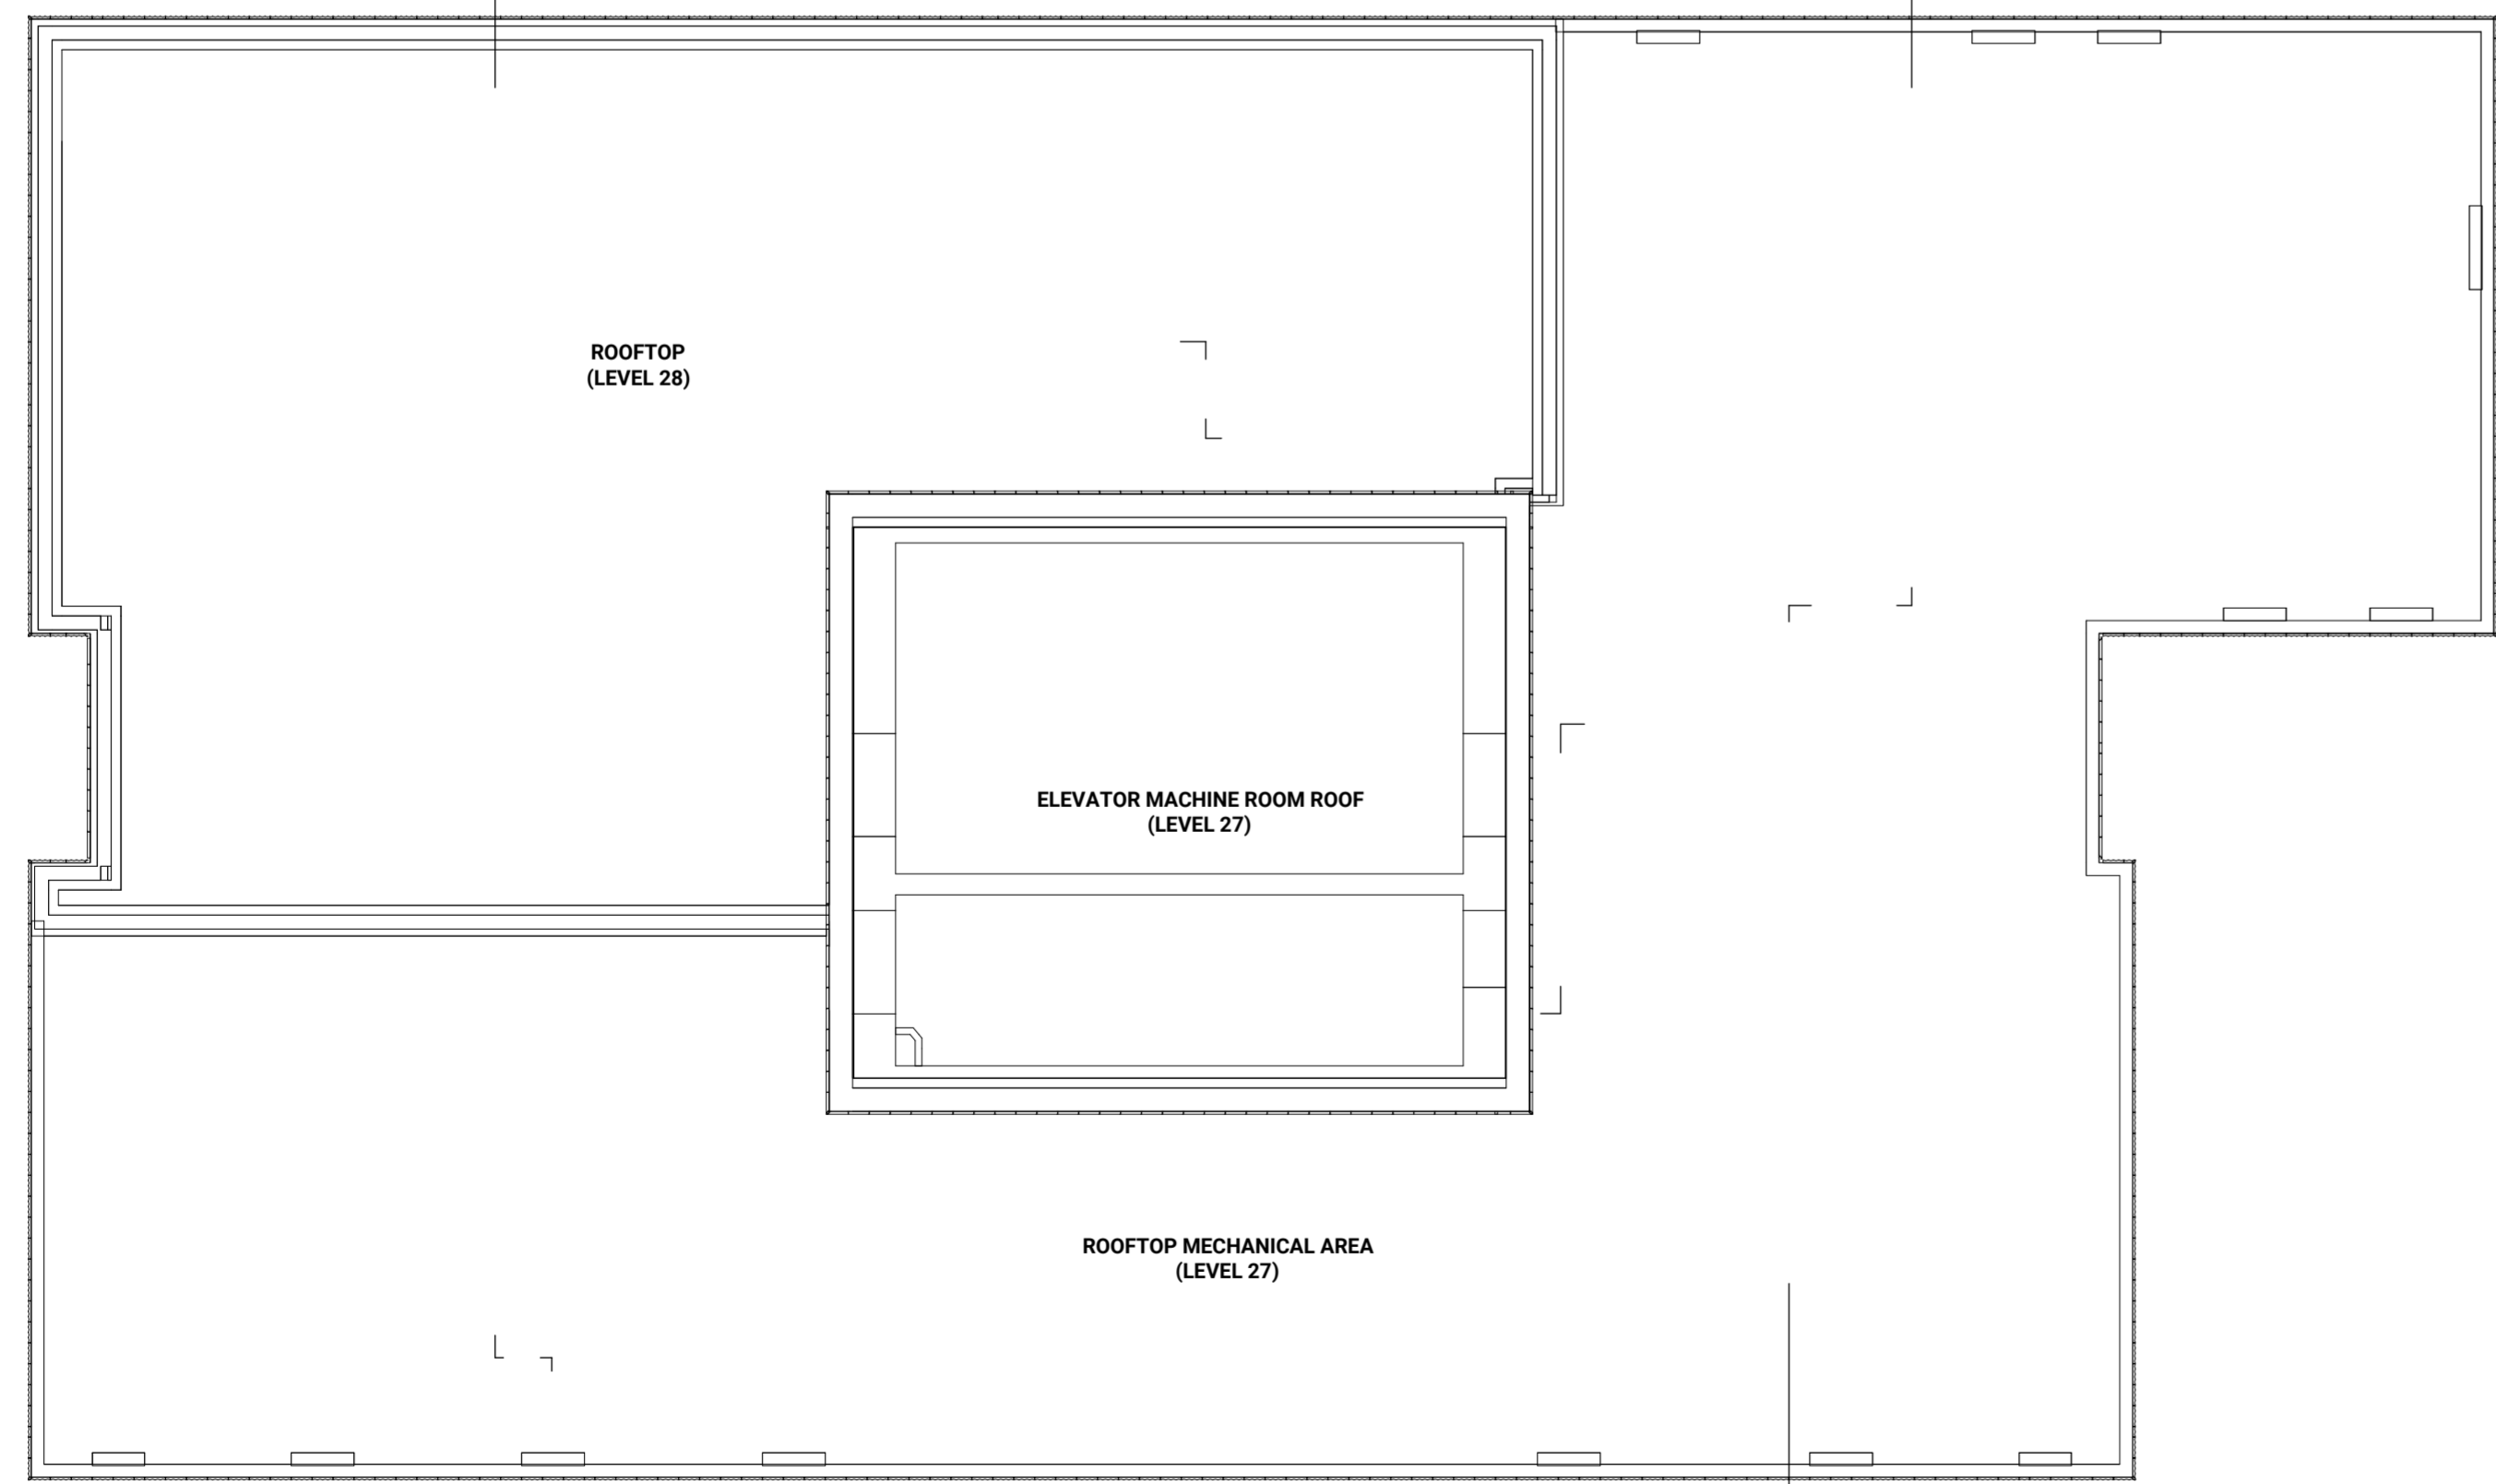 ROOFTOP
(LEVEL 28)
ELEVATOR MACHINE ROOM ROOF
(LEVEL 27)
ROOFTOP MECHANICAL AREA
(LEVEL 27)